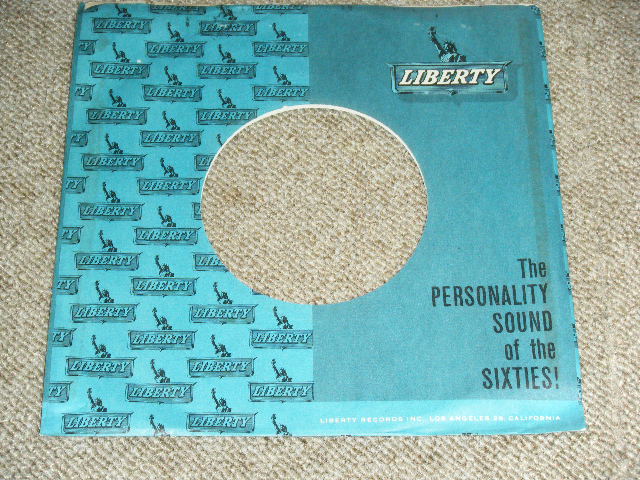 LIBERTY
The
PERSONALITY
SOUND
of the
SIXTIES!
LIBERTY RECORDS INC. LOS ANGELES 28, CALIFORNIA